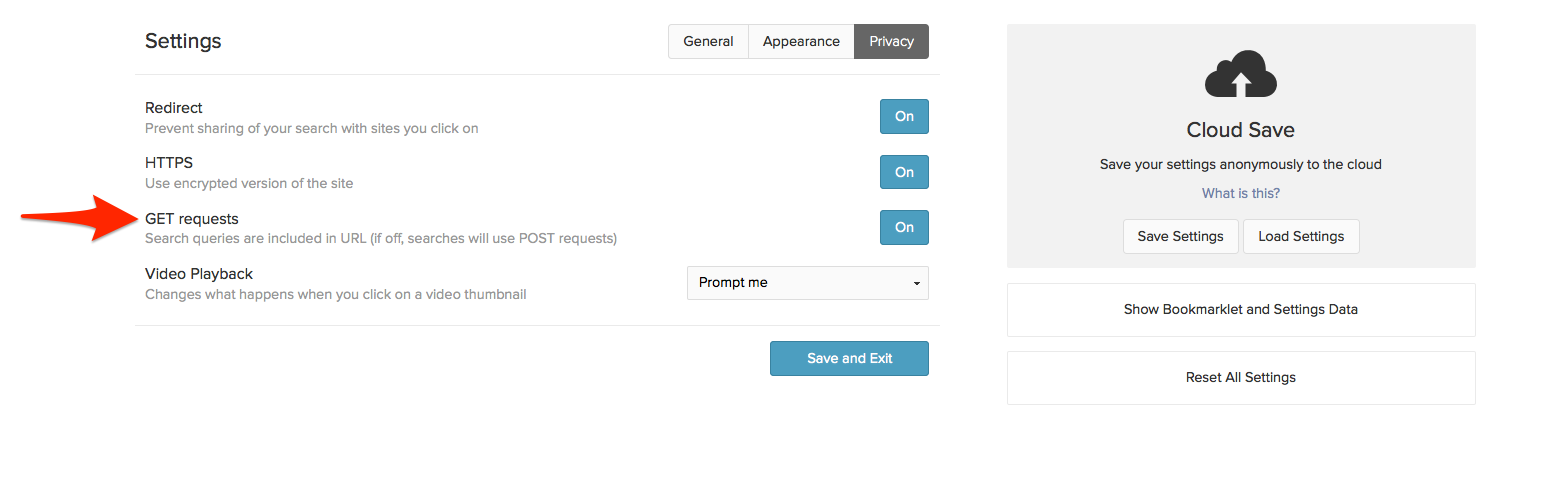 Settings
General
Appearance
Privacy
Redirect
On
Prevent sharing of your search with sites you click on
HTTPS
On
Use encrypted version of the site
GET requests
On
Search queries are included in URL (if off, searches will use POST requests)
Video Playback
Prompt me
Changes what happens when you click on a video thumbnail
Save and Exit
Cloud Save
Save your settings anonymously to the cloud
What is this?
Save Settings
Load Settings
Show Bookmarklet and Settings Data
Reset All Settings